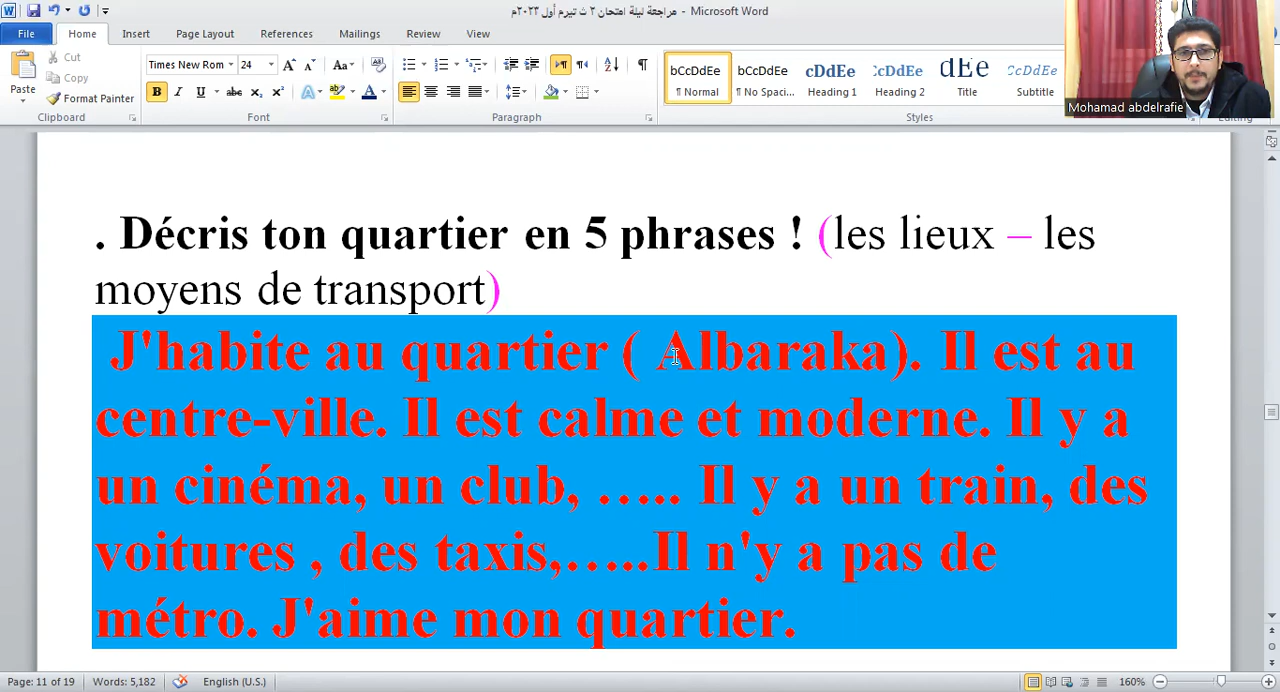 مراجعة ليلة امتحان ٢ ث تيرم أول ٢٠٢٣م - Microsoft Word
File Home Insert Page Layout References Mailings Review View
Cut
Copy
Format Painter
Paste
Times New Rom 24
Clipboard Font Paragraph Styles Editing
bCcDdEe bCcDdEe cDdEe bCcDdEe dEe CcDdEe
¶ Normal ¶ No Spaci... Heading 1 Heading 2 Title Subtitle
Mohamad abdelrafie
. Décris ton quartier en 5 phrases ! (les lieux – les
moyens de transport)
J'habite au quartier ( Albaraka). Il est au
centre-ville. Il est calme et moderne. Il y a
un cinéma, un club, ….. Il y a un train, des
voitures , des taxis,…..Il n'y a pas de
métro. J'aime mon quartier.
Page: 11 of 19 Words: 5,182 English (U.S.) 160%